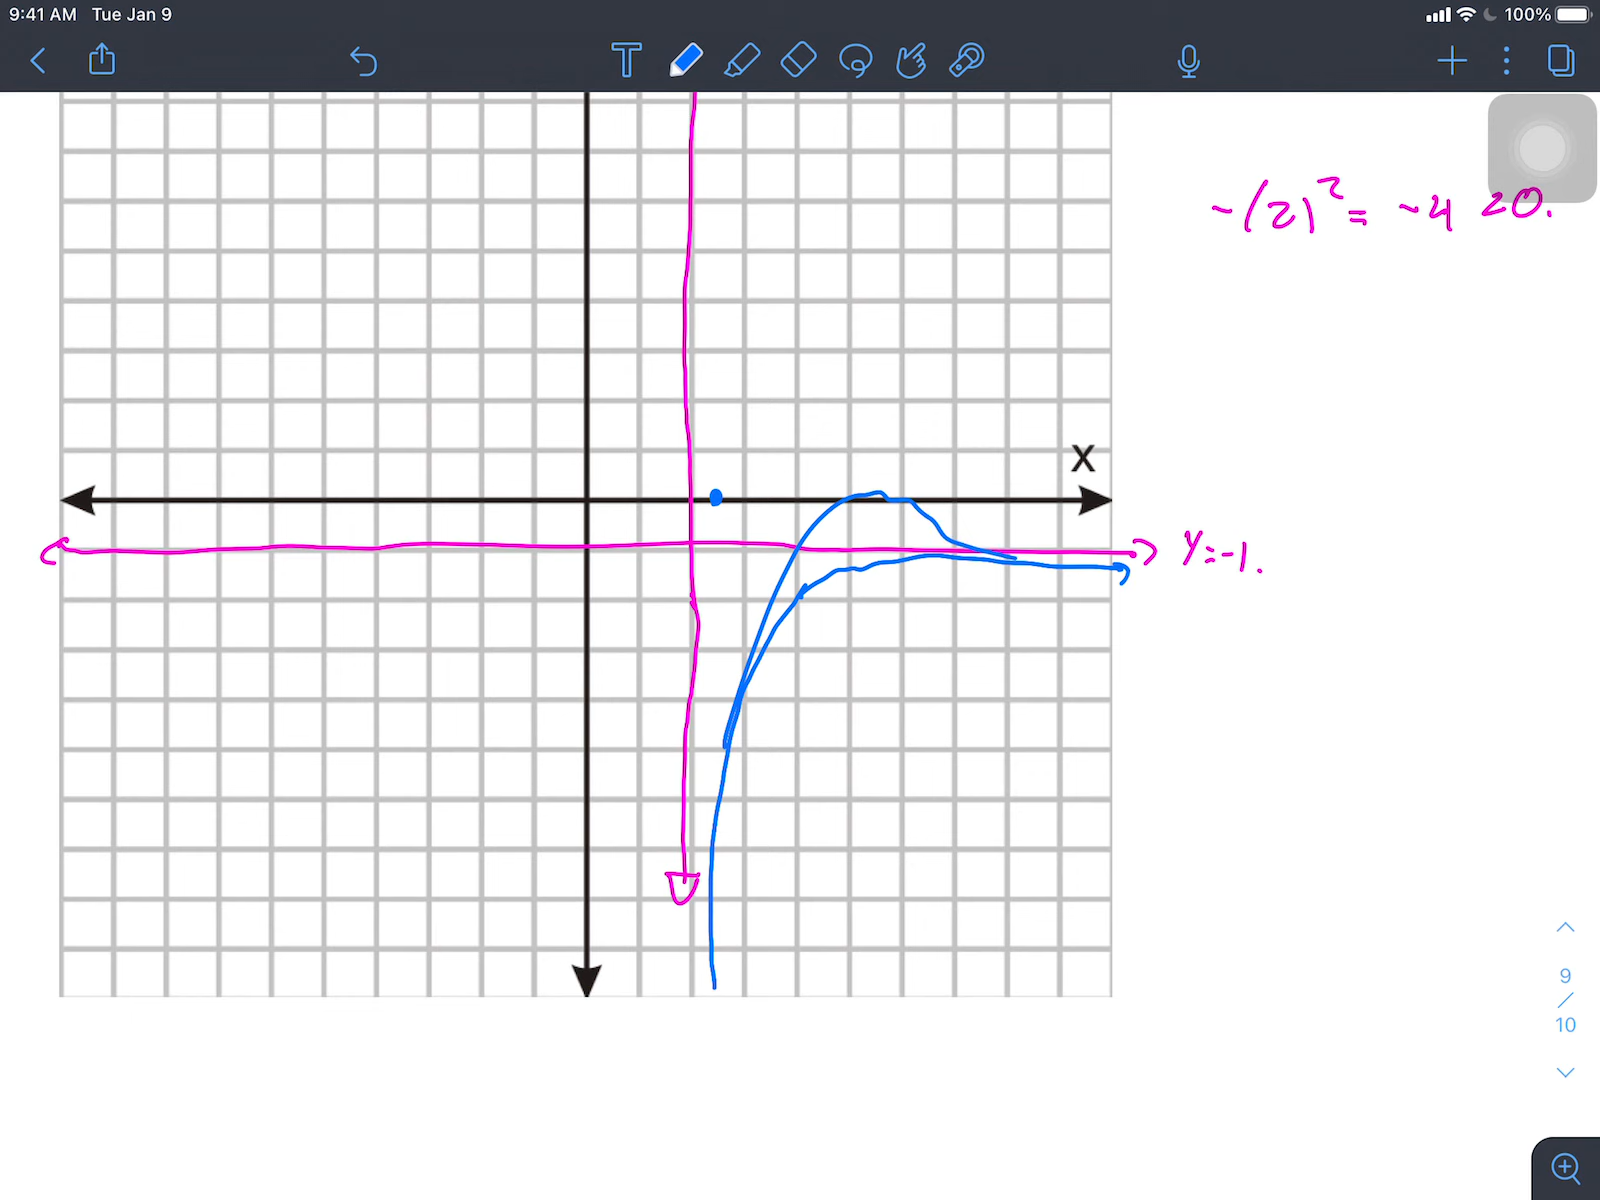 9:41 AM Tue Jan 9
100%
T
-(2)² = -4 <0.
X
y=-1.
9
/
10